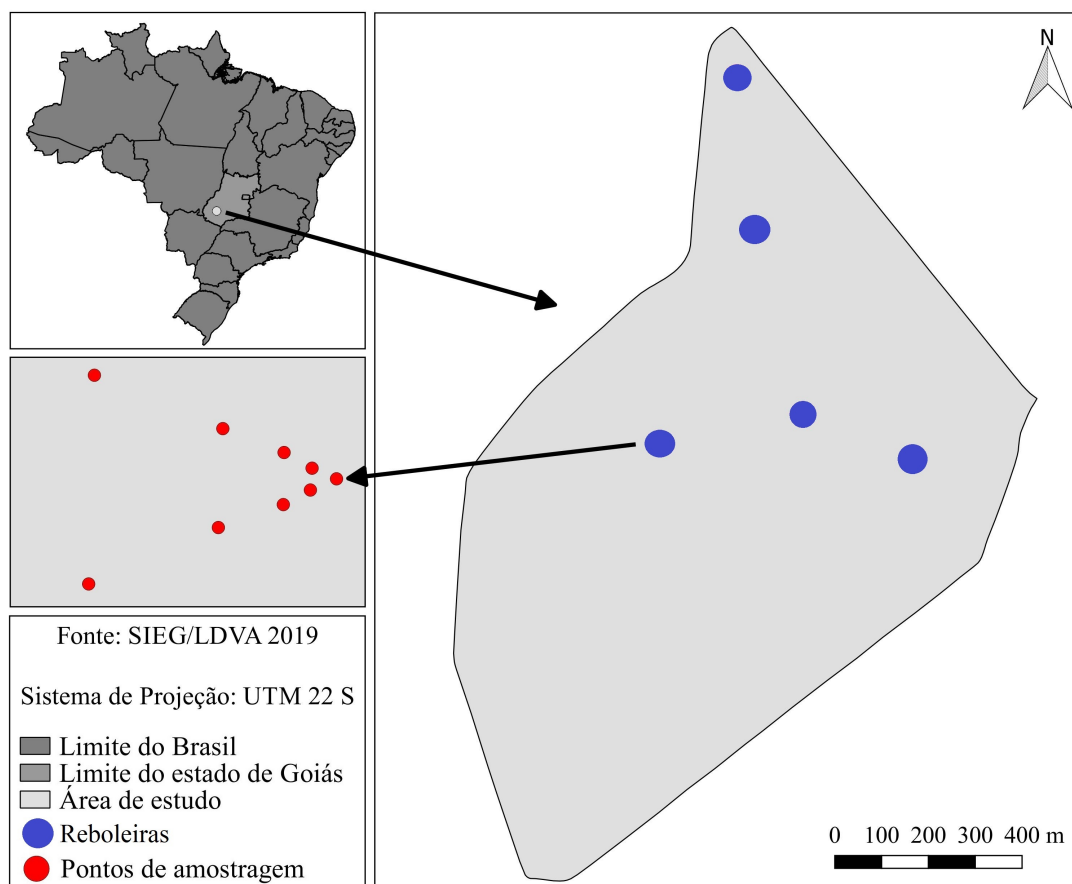 N
Fonte: SIEG/LDVA 2019
Sistema de Projeção: UTM 22 S
Limite do Brasil
Limite do estado de Goiás
Área de estudo
Reboleiras
Pontos de amostragem
0 100 200 300 400 m